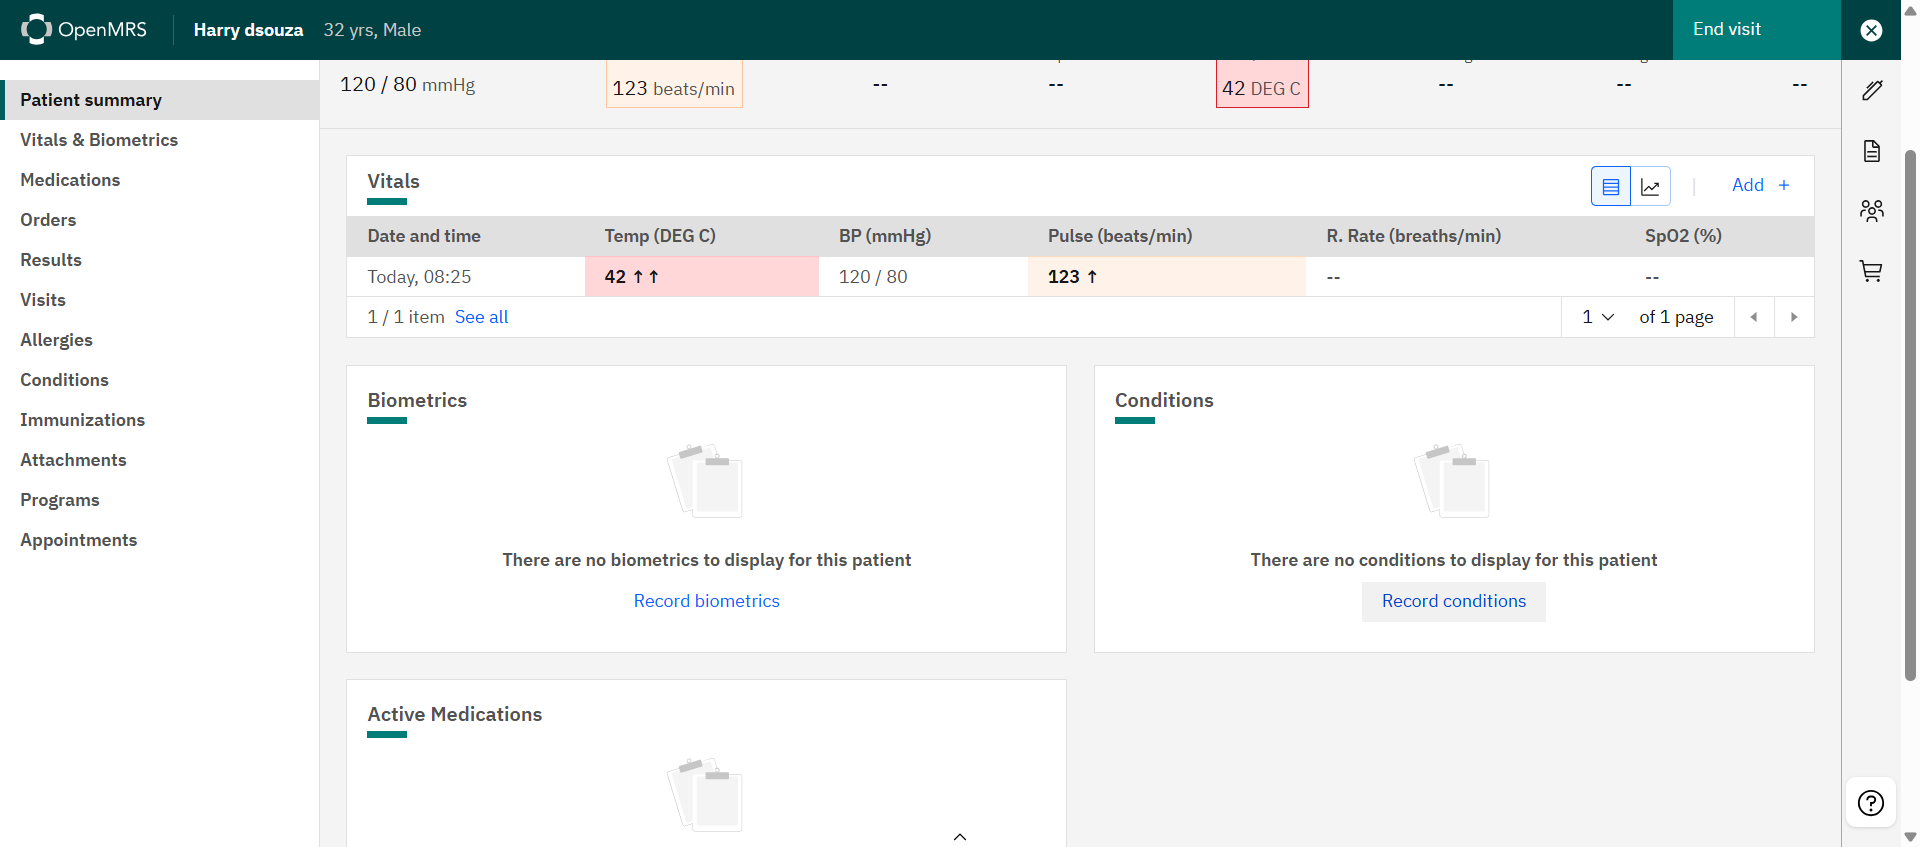 OpenMRS Harry dsouza 32 yrs, Male End visit
120 / 80 mmHg 123 beats/min -- -- 42 DEG C -- -- --
Patient summary
Vitals & Biometrics
Medications
Orders
Results
Visits
Allergies
Conditions
Immunizations
Attachments
Programs
Appointments
Vitals
Add +
Date and time Temp (DEG C) BP (mmHg) Pulse (beats/min) R. Rate (breaths/min) SpO2 (%)
Today, 08:25 42 ↑↑ 120 / 80 123 ↑ -- --
1 / 1 item See all 1 of 1 page
Biometrics
There are no biometrics to display for this patient
Record biometrics
Conditions
There are no conditions to display for this patient
Record conditions
Active Medications